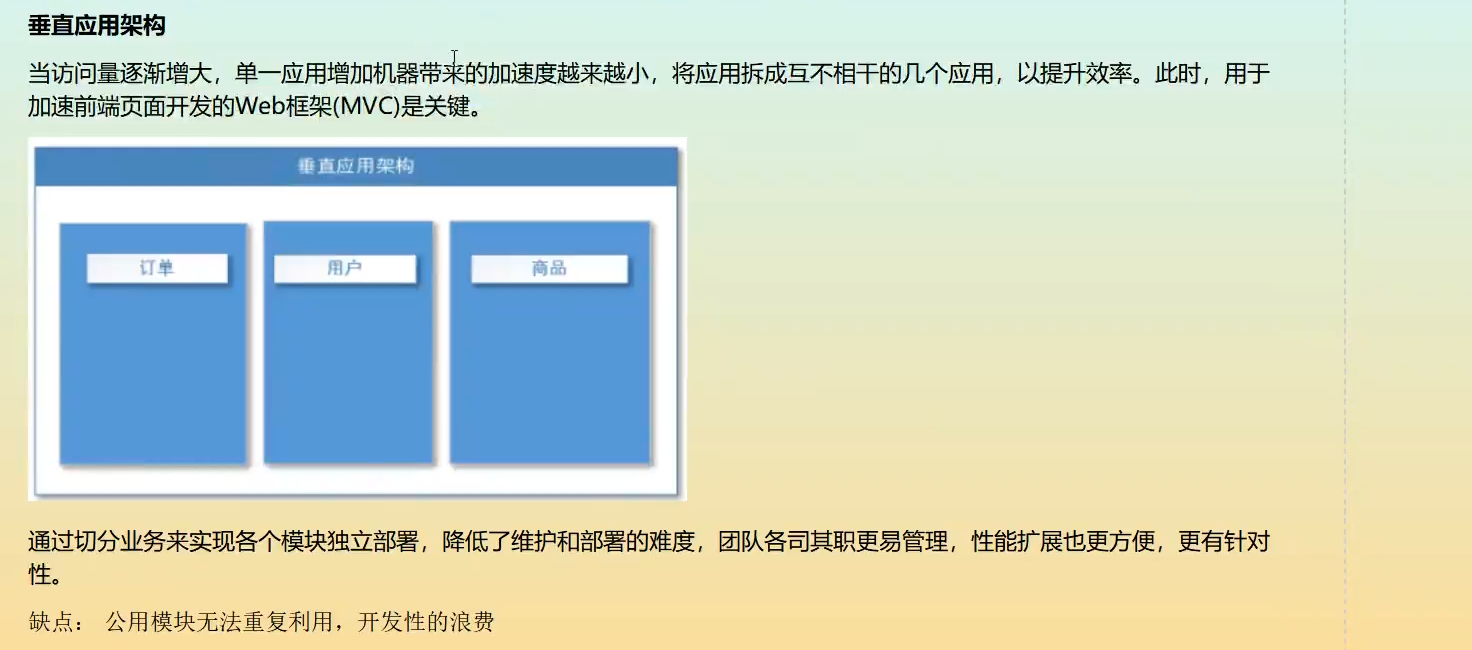 垂直应用架构
当访问量逐渐增大，单一应用增加机器带来的加速度越来越小，将应用拆成互不相干的几个应用，以提升效率。此时，用于
加速前端页面开发的Web框架(MVC)是关键。
垂直应用架构
订单
用户
商品
通过切分业务来实现各个模块独立部署，降低了维护和部署的难度，团队各司其职更易管理，性能扩展也更方便，更有针对
性。
缺点： 公用模块无法重复利用，开发性的浪费